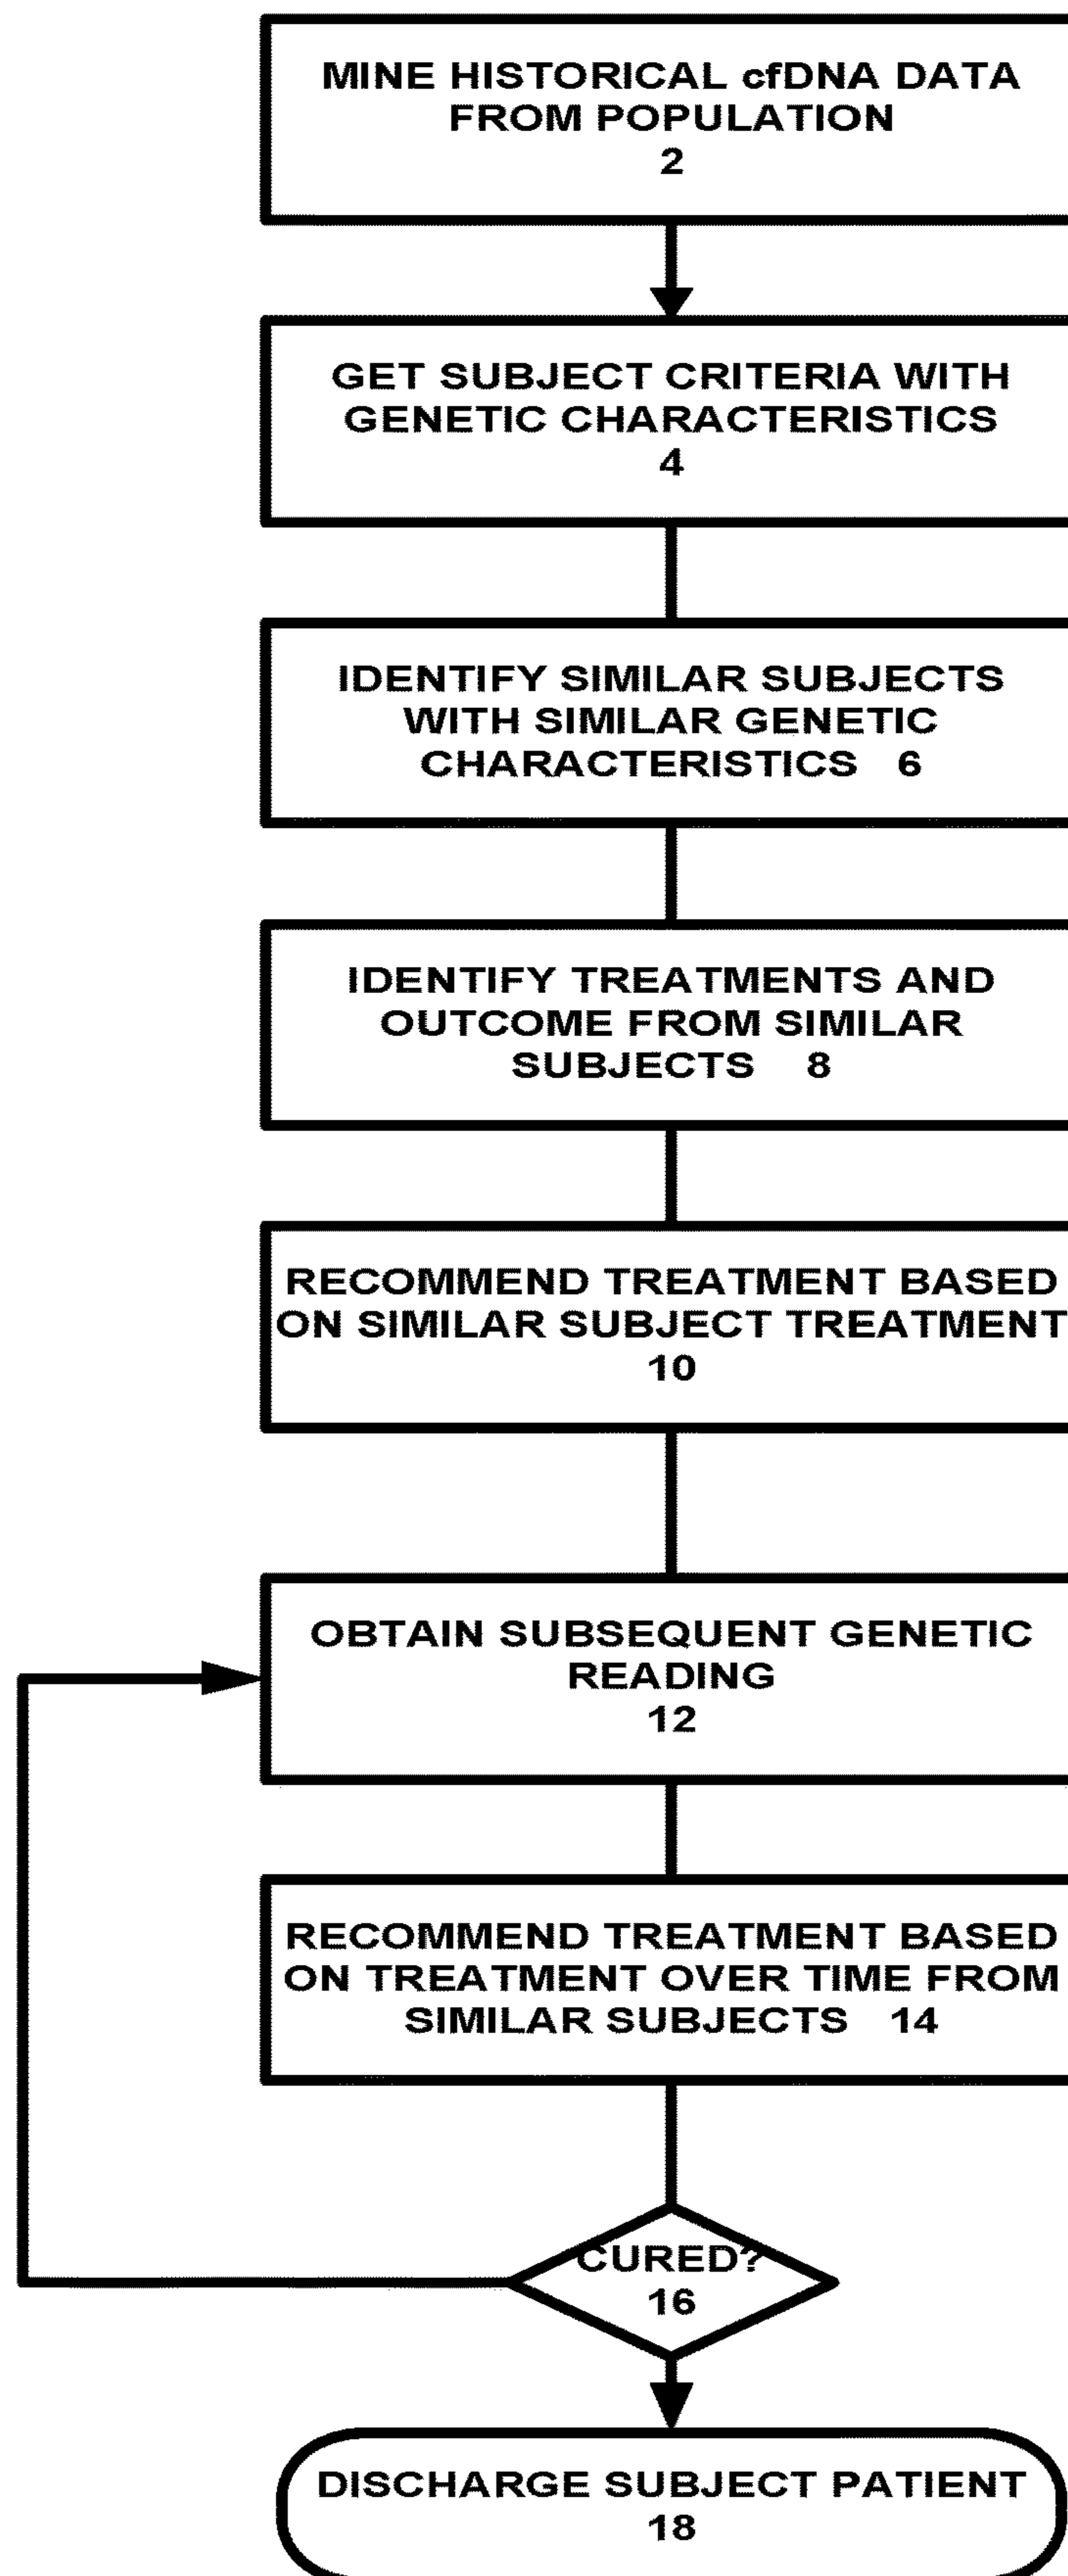 MINE HISTORICAL cfDNA DATA
FROM POPULATION
2
GET SUBJECT CRITERIA WITH
GENETIC CHARACTERISTICS
4
IDENTIFY SIMILAR SUBJECTS
WITH SIMILAR GENETIC
CHARACTERISTICS 6
IDENTIFY TREATMENTS AND
OUTCOME FROM SIMILAR
SUBJECTS 8
RECOMMEND TREATMENT BASED
ON SIMILAR SUBJECT TREATMENT
10
OBTAIN SUBSEQUENT GENETIC
READING
12
RECOMMEND TREATMENT BASED
ON TREATMENT OVER TIME FROM
SIMILAR SUBJECTS 14
CURED?
16
DISCHARGE SUBJECT PATIENT
18